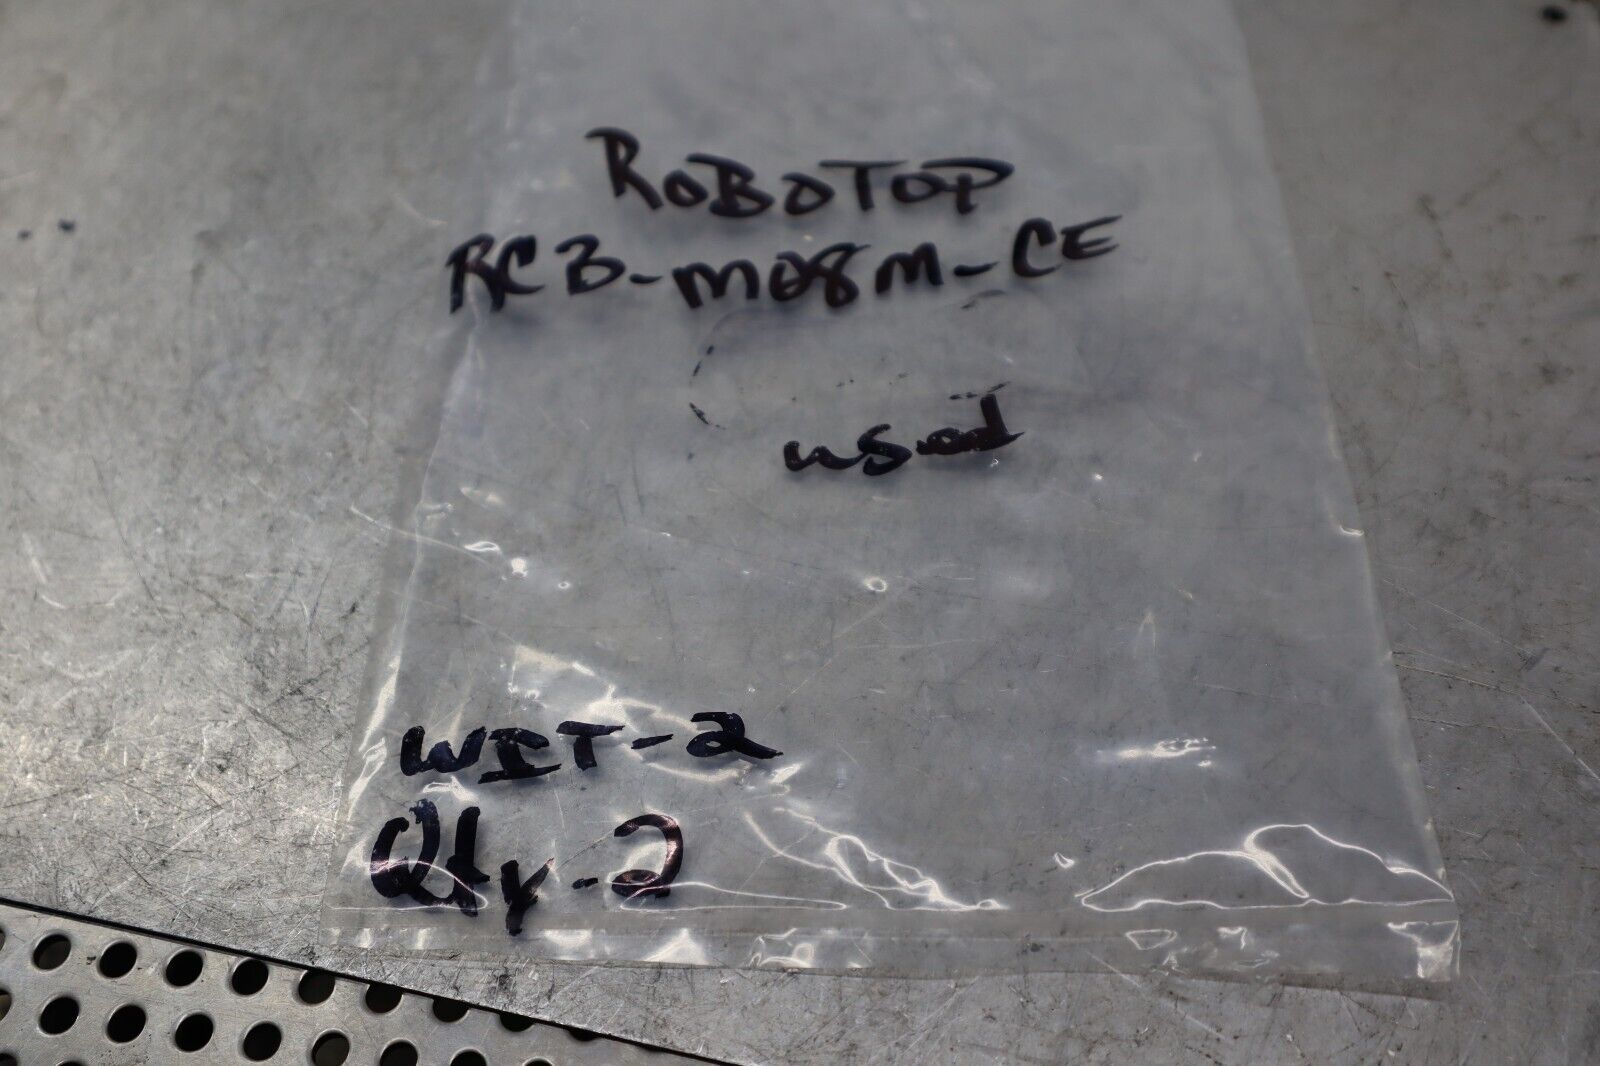 ROBOTOP
RCB-M08M-CE
used
WIT-2
Qty-2